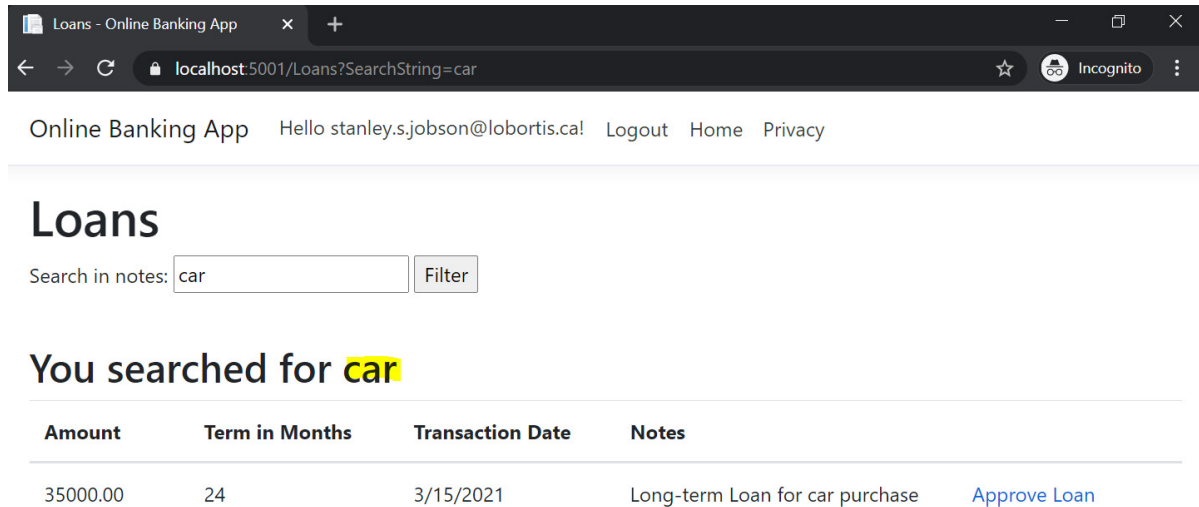 Loans - Online Banking App
localhost:5001/Loans?SearchString=car
Incognito
Online Banking App Hello stanley.s.jobson@lobortis.ca! Logout Home Privacy
Loans
Search in notes: car Filter
You searched for car
Amount Term in Months Transaction Date Notes
35000.00 24 3/15/2021 Long-term Loan for car purchase Approve Loan